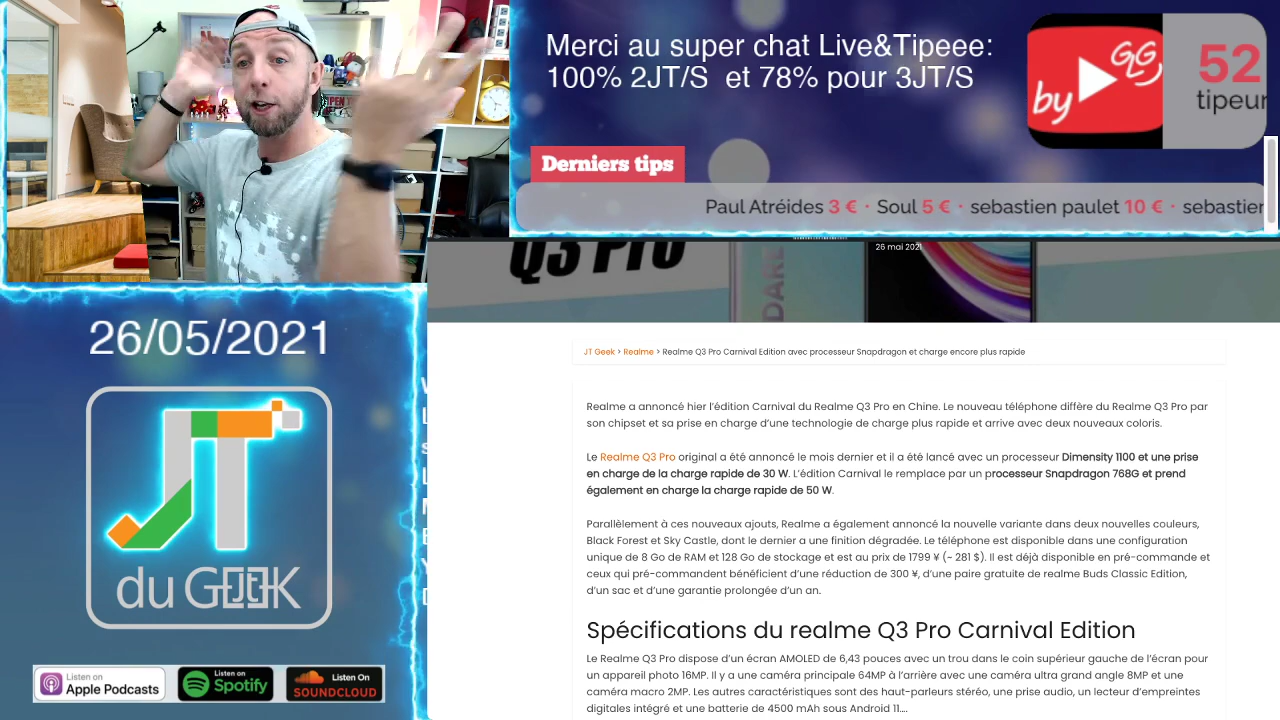 Merci au super chat Live&Tipeee:
100% 2JT/S et 78% pour 3JT/S
by GG
52
tipeur
Derniers tips
Paul Atréides 3 € · Soul 5 € · sebastien paulet 10 € · sebastien
Q3 Pro
26 mai 2021
26/05/2021
JT
du GEEK
Listen on
Apple Podcasts
Listen on
Spotify
Listen On
SOUNDCLOUD
JT Geek > Realme > Realme Q3 Pro Carnival Edition avec processeur Snapdragon et charge encore plus rapide
Realme a annoncé hier l'édition Carnival du Realme Q3 Pro en Chine. Le nouveau téléphone diffère du Realme Q3 Pro par
son chipset et sa prise en charge d'une technologie de charge plus rapide et arrive avec deux nouveaux coloris.
Le Realme Q3 Pro original a été annoncé le mois dernier et il a été lancé avec un processeur Dimensity 1100 et une prise
en charge de la charge rapide de 30 W. L'édition Carnival le remplace par un processeur Snapdragon 768G et prend
également en charge la charge rapide de 50 W.
Parallèlement à ces nouveaux ajouts, Realme a également annoncé la nouvelle variante dans deux nouvelles couleurs,
Black Forest et Sky Castle, dont le dernier a une finition dégradée. Le téléphone est disponible dans une configuration
unique de 8 Go de RAM et 128 Go de stockage et est au prix de 1799 ¥ (~ 281 $). Il est déjà disponible en pré-commande et
ceux qui pré-commandent bénéficient d'une réduction de 300 ¥, d'une paire gratuite de realme Buds Classic Edition,
d'un sac et d'une garantie prolongée d'un an.
Spécifications du realme Q3 Pro Carnival Edition
Le Realme Q3 Pro dispose d'un écran AMOLED de 6,43 pouces avec un trou dans le coin supérieur gauche de l'écran pour
un appareil photo 16MP. Il y a une caméra principale 64MP à l'arrière avec une caméra ultra grand angle 8MP et une
caméra macro 2MP. Les autres caractéristiques sont des haut-parleurs stéréo, une prise audio, un lecteur d'empreintes
digitales intégré et une batterie de 4500 mAh sous Android 11....